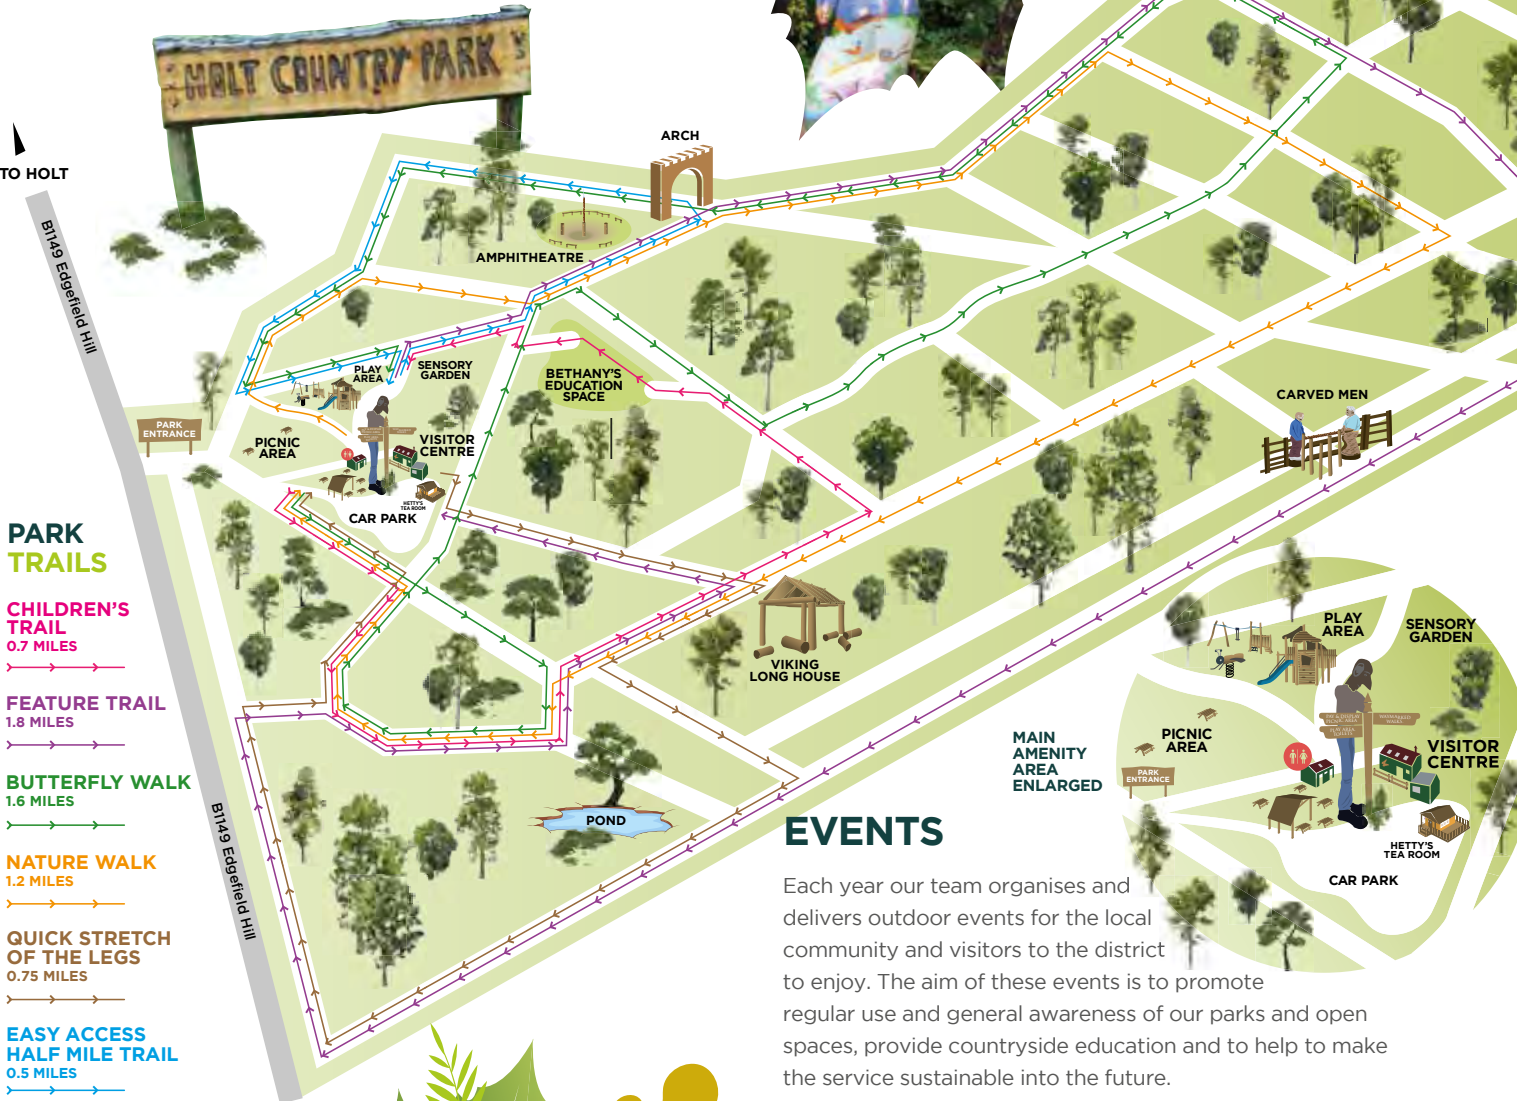 HOLT COUNTRY PARK
TO HOLT
B1149 Edgefield Hill
ARCH
AMPHITHEATRE
PLAY
AREA
SENSORY
GARDEN
BETHANY'S
EDUCATION
SPACE
CARVED MEN
PARK
ENTRANCE
PICNIC
AREA
VISITOR
CENTRE
HETTY'S
TEA ROOM
CAR PARK
PARK
TRAILS
CHILDREN'S
TRAIL
0.7 MILES
FEATURE TRAIL
1.8 MILES
BUTTERFLY WALK
1.6 MILES
NATURE WALK
1.2 MILES
QUICK STRETCH
OF THE LEGS
0.75 MILES
EASY ACCESS
HALF MILE TRAIL
0.5 MILES
B1149 Edgefield Hill
VIKING
LONG HOUSE
POND
MAIN
AMENITY
AREA
ENLARGED
PLAY
AREA
SENSORY
GARDEN
PICNIC
AREA
PARK
ENTRANCE
VISITOR
CENTRE
HETTY'S
TEA ROOM
CAR PARK
EVENTS
Each year our team organises and
delivers outdoor events for the local
community and visitors to the district
to enjoy. The aim of these events is to promote
regular use and general awareness of our parks and open
spaces, provide countryside education and to help to make
the service sustainable into the future.